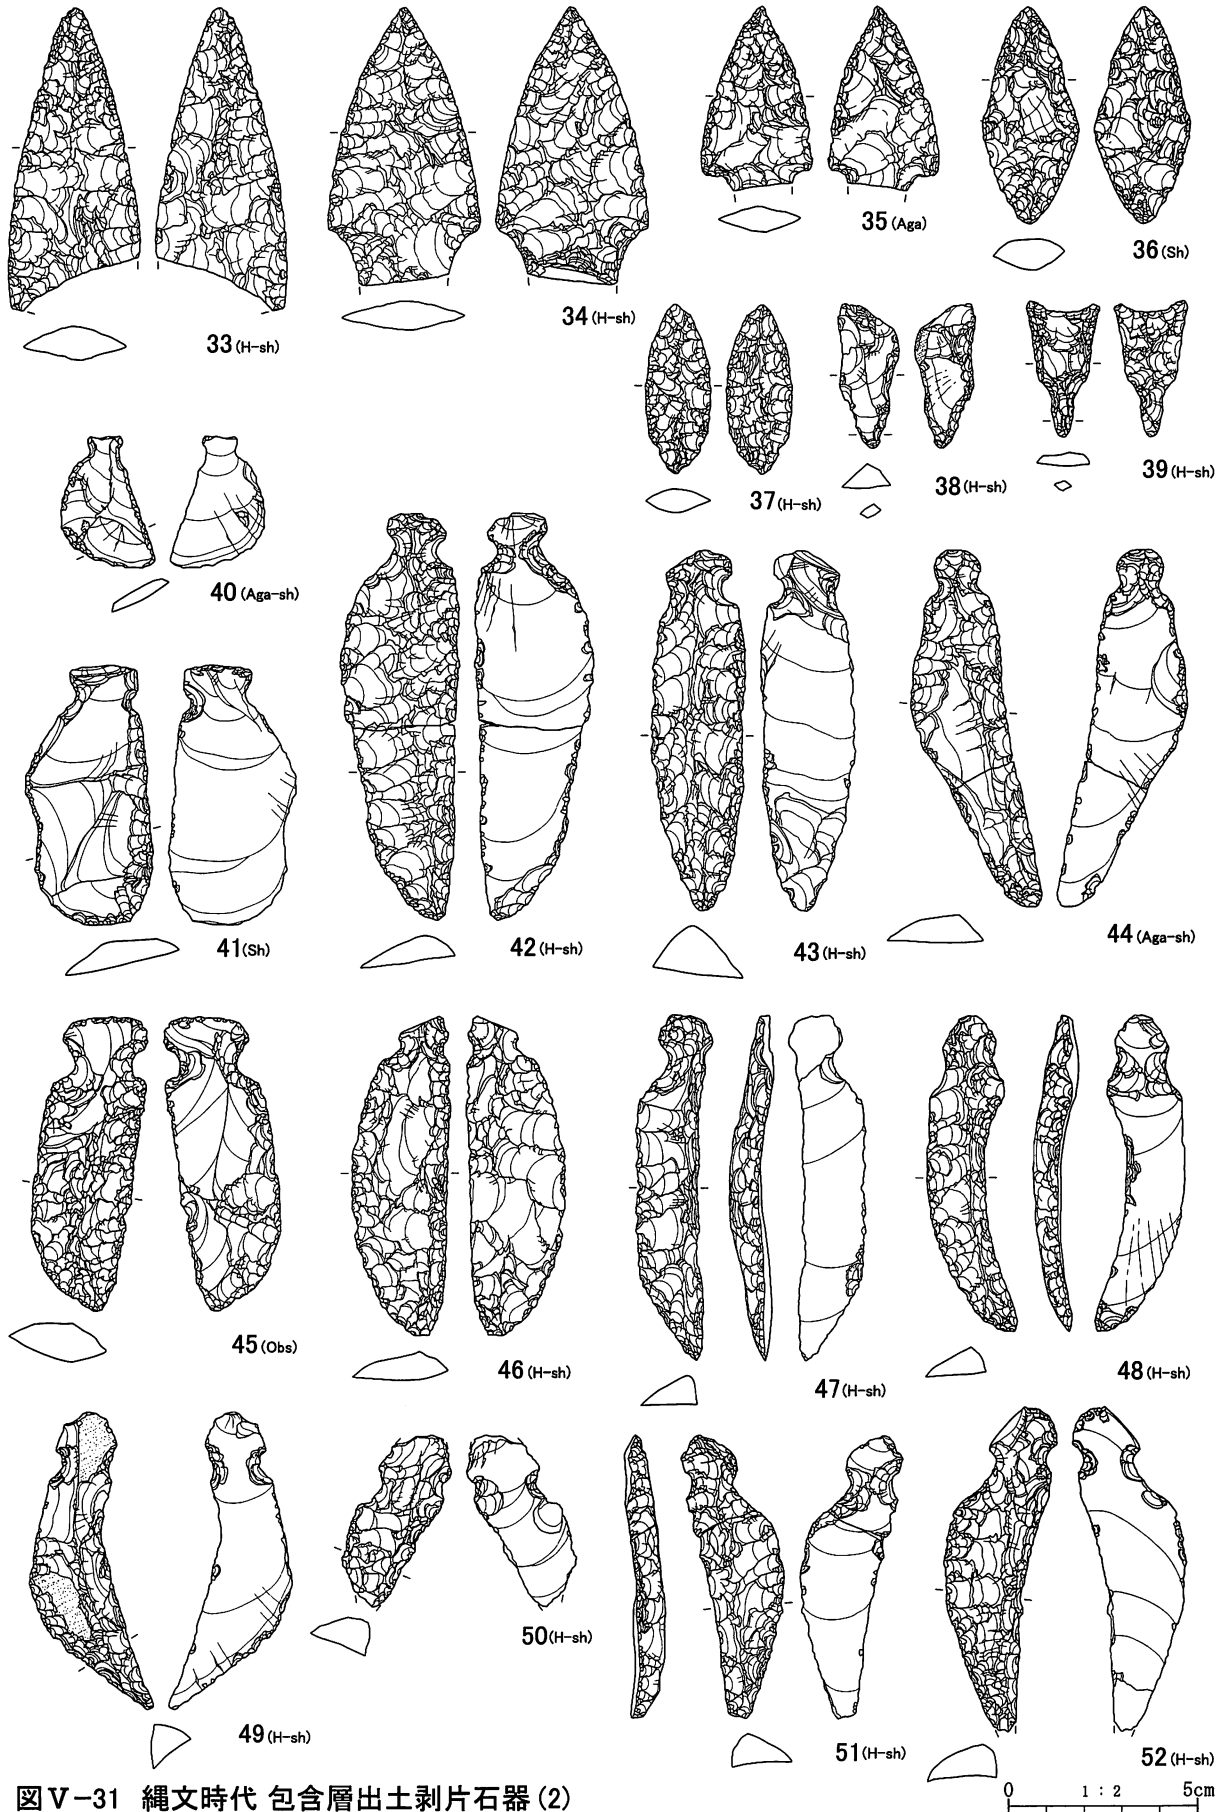 33(H-sh)
34(H-sh)
35(Aga)
36(Sh)
37(H-sh)
38(H-sh)
39(H-sh)
40(Aga-sh)
41(Sh)
42(H-sh)
43(H-sh)
44(Aga-sh)
45(Obs)
46(H-sh)
47(H-sh)
48(H-sh)
49(H-sh)
50(H-sh)
51(H-sh)
52(H-sh)
図Ⅴ-31 縄文時代 包含層出土剥片石器(2)
0 1:2 5cm